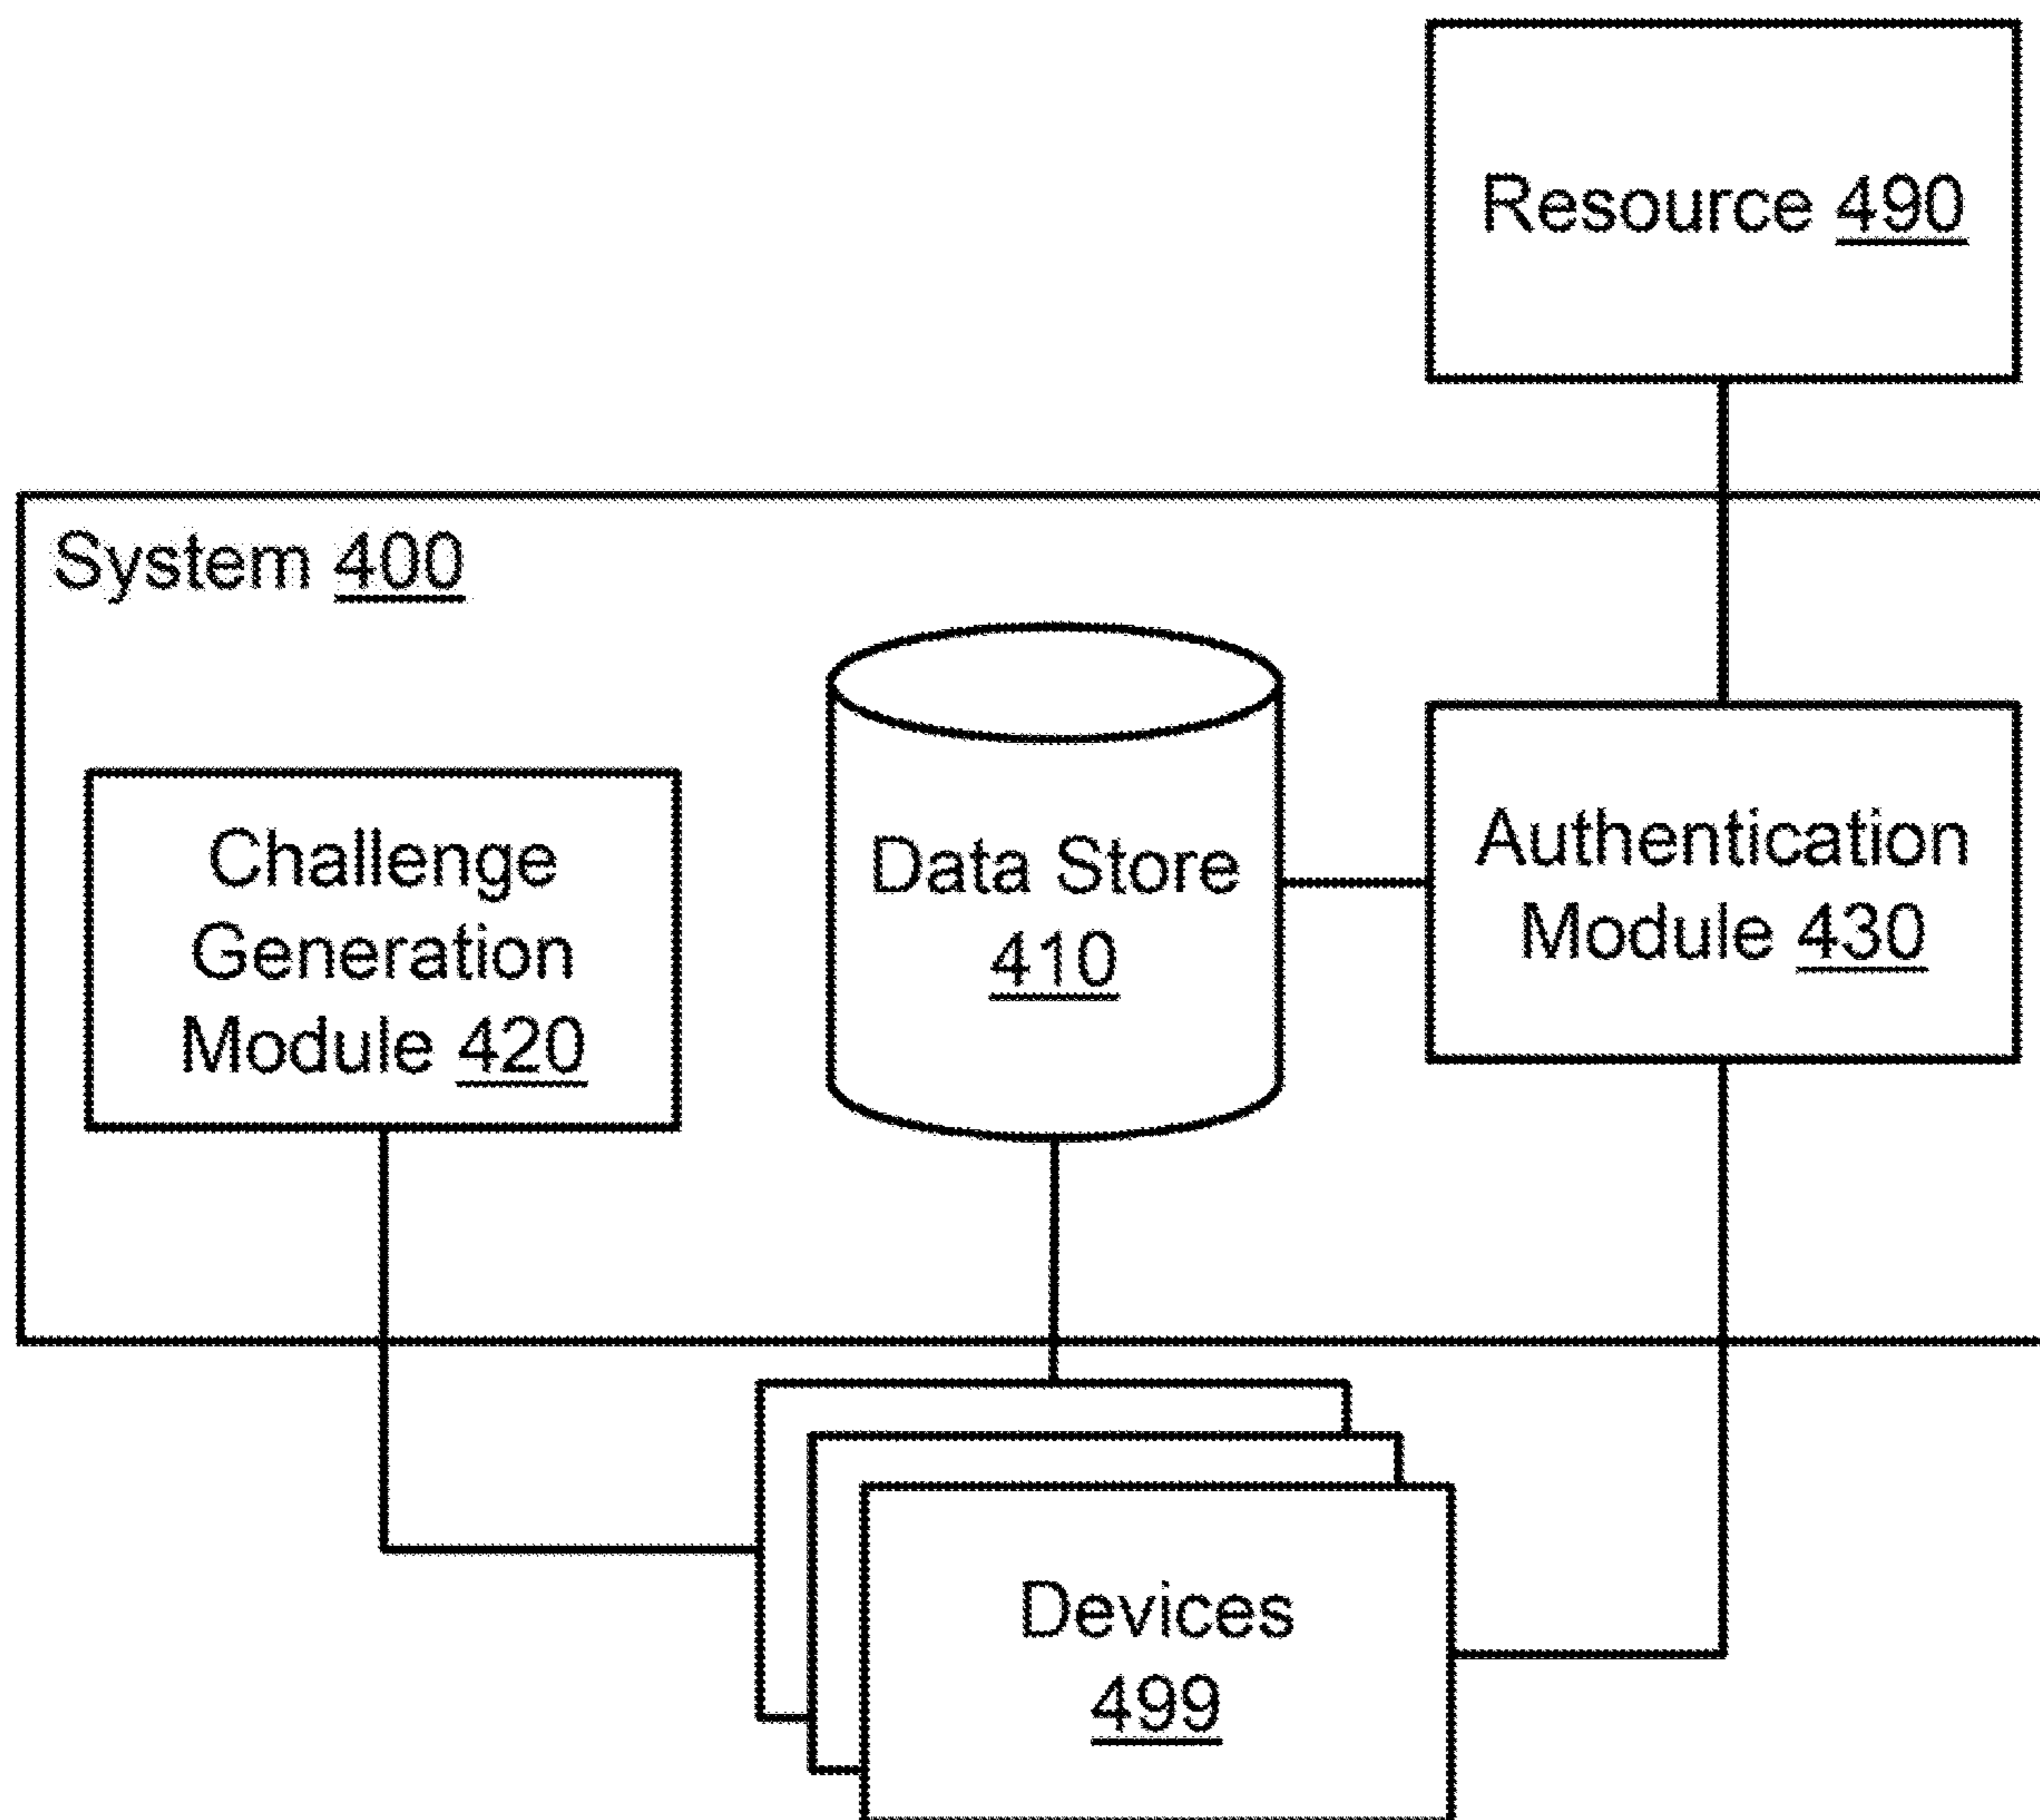 Resource 490
System 400
Challenge
Generation
Module 420
Data Store
410
Authentication
Module 430
Devices
499